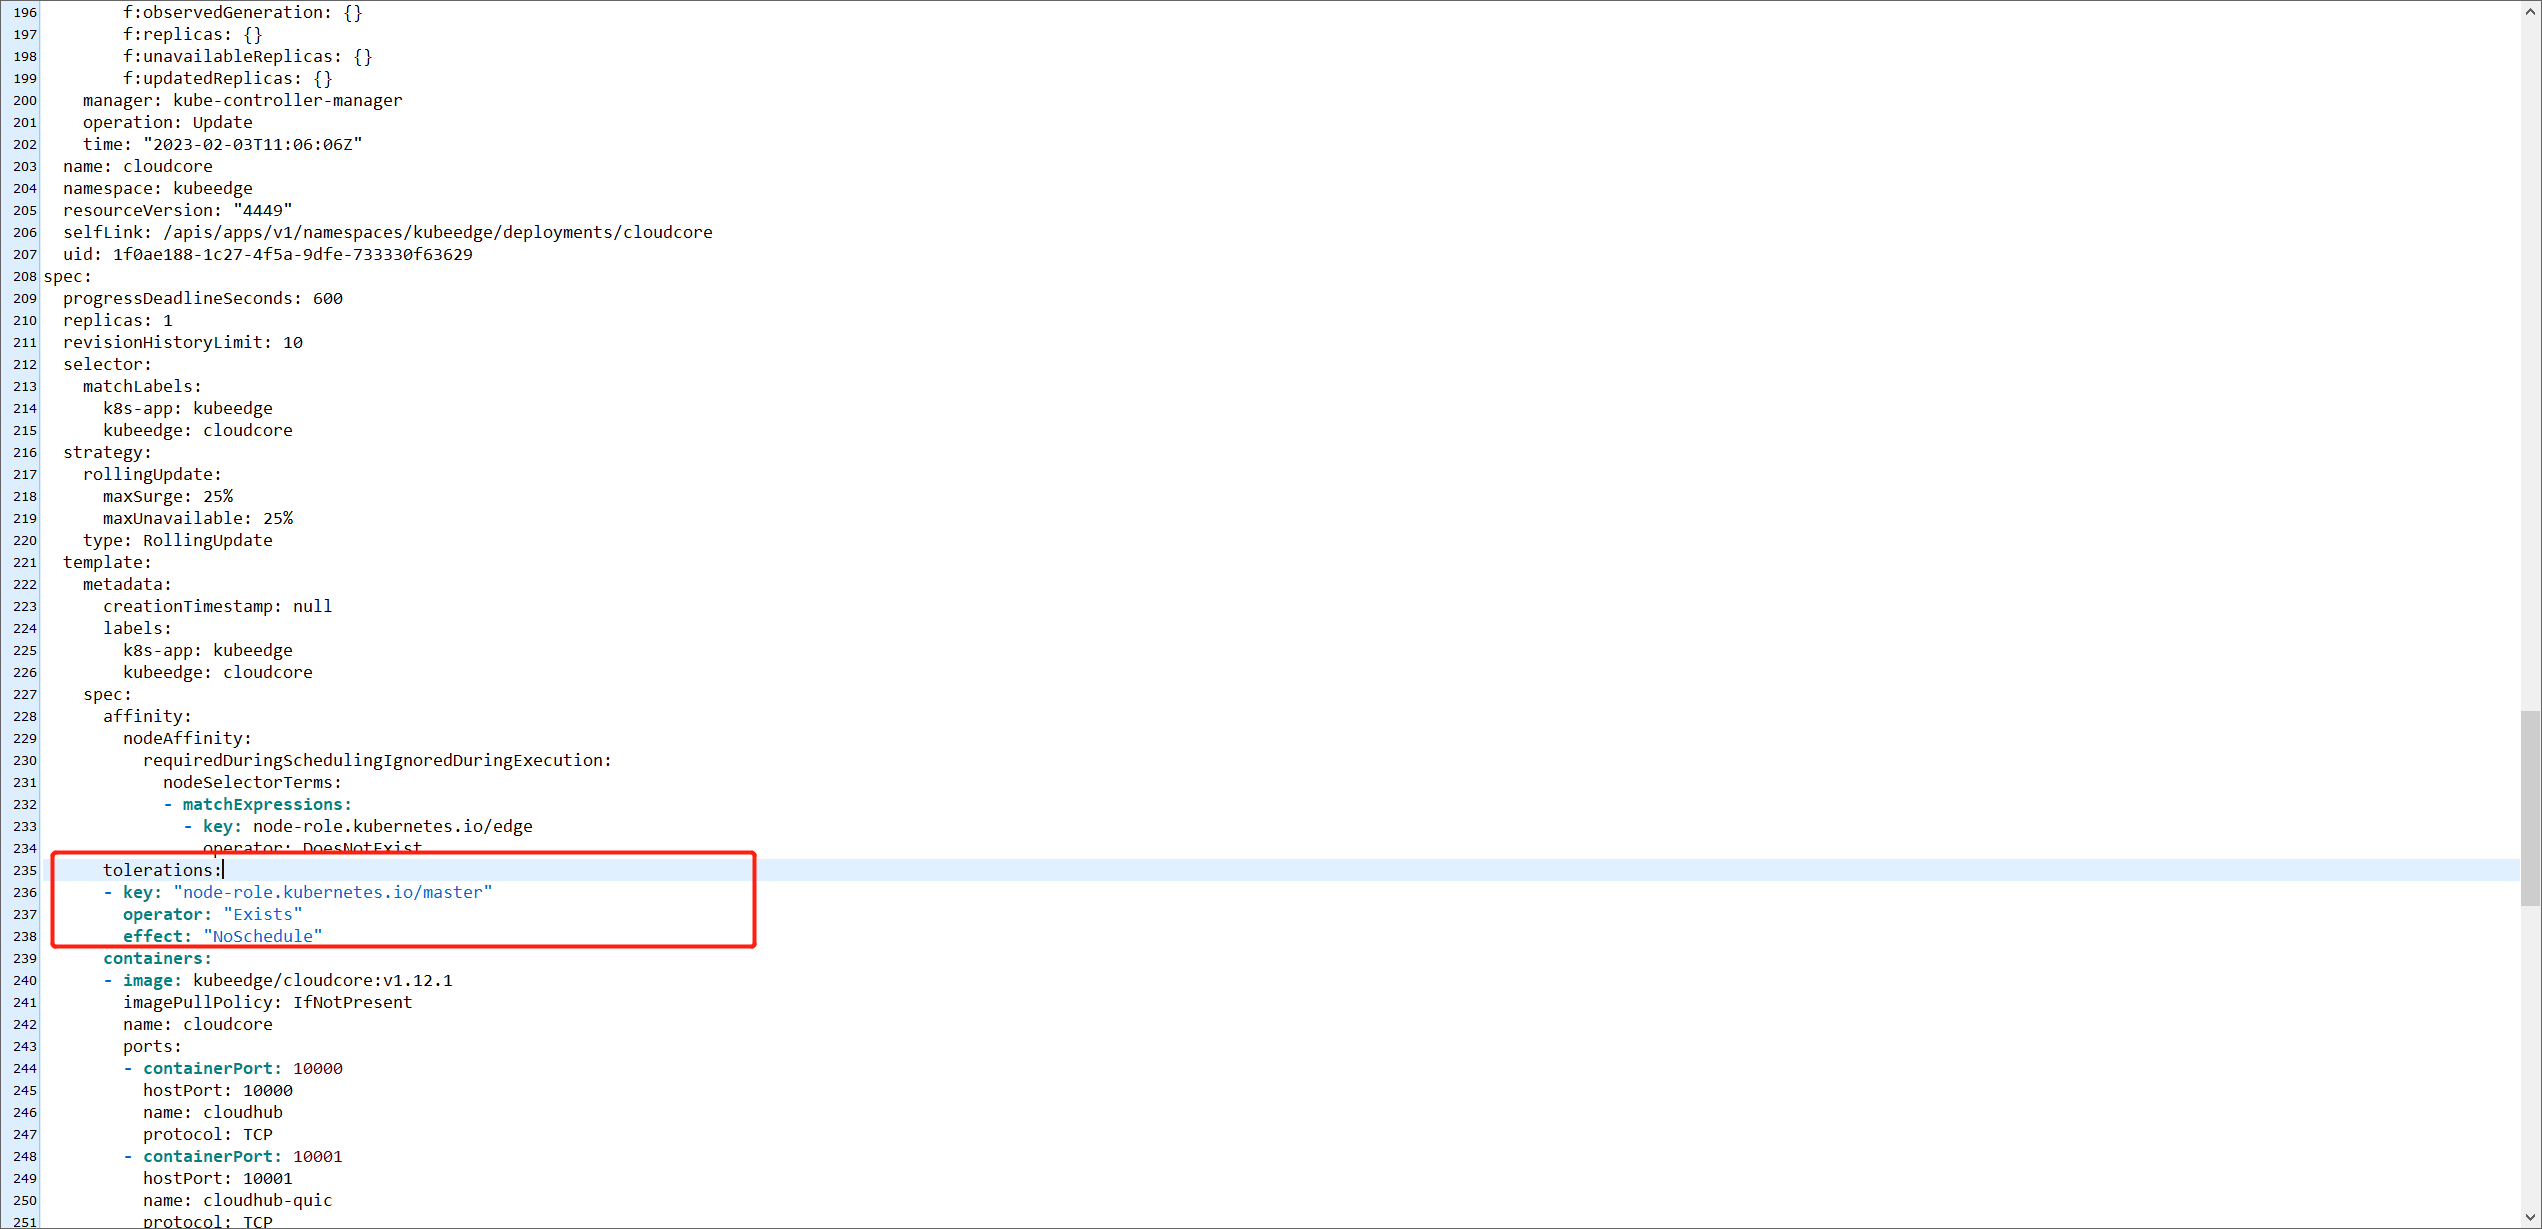 196 f:observedGeneration: {}
197 f:replicas: {}
198 f:unavailableReplicas: {}
199 f:updatedReplicas: {}
200 manager: kube-controller-manager
201 operation: Update
202 time: "2023-02-03T11:06:06Z"
203 name: cloudcore
204 namespace: kubeedge
205 resourceVersion: "4449"
206 selfLink: /apis/apps/v1/namespaces/kubeedge/deployments/cloudcore
207 uid: 1f0ae188-1c27-4f5a-9dfe-733330f63629
208 spec:
209 progressDeadlineSeconds: 600
210 replicas: 1
211 revisionHistoryLimit: 10
212 selector:
213 matchLabels:
214 k8s-app: kubeedge
215 kubeedge: cloudcore
216 strategy:
217 rollingUpdate:
218 maxSurge: 25%
219 maxUnavailable: 25%
220 type: RollingUpdate
221 template:
222 metadata:
223 creationTimestamp: null
224 labels:
225 k8s-app: kubeedge
226 kubeedge: cloudcore
227 spec:
228 affinity:
229 nodeAffinity:
230 requiredDuringSchedulingIgnoredDuringExecution:
231 nodeSelectorTerms:
232 - matchExpressions:
233 - key: node-role.kubernetes.io/edge
234 operator: DoesNotExist
235 tolerations:
236 - key: "node-role.kubernetes.io/master"
237 operator: "Exists"
238 effect: "NoSchedule"
239 containers:
240 - image: kubeedge/cloudcore:v1.12.1
241 imagePullPolicy: IfNotPresent
242 name: cloudcore
243 ports:
244 - containerPort: 10000
245 hostPort: 10000
246 name: cloudhub
247 protocol: TCP
248 - containerPort: 10001
249 hostPort: 10001
250 name: cloudhub-quic
251 protocol: TCP